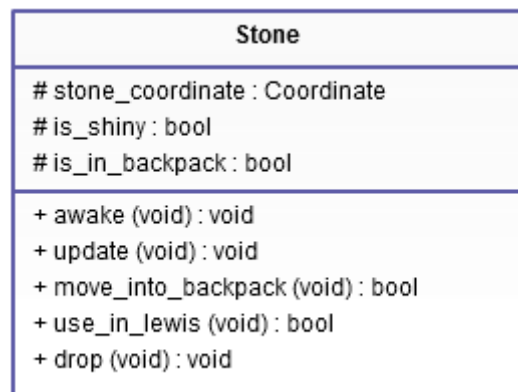 Stone
# stone_coordinate : Coordinate
# is_shiny : bool
# is_in_backpack : bool
+ awake (void) : void
+ update (void) : void
+ move_into_backpack (void) : bool
+ use_in_lewis (void) : bool
+ drop (void) : void